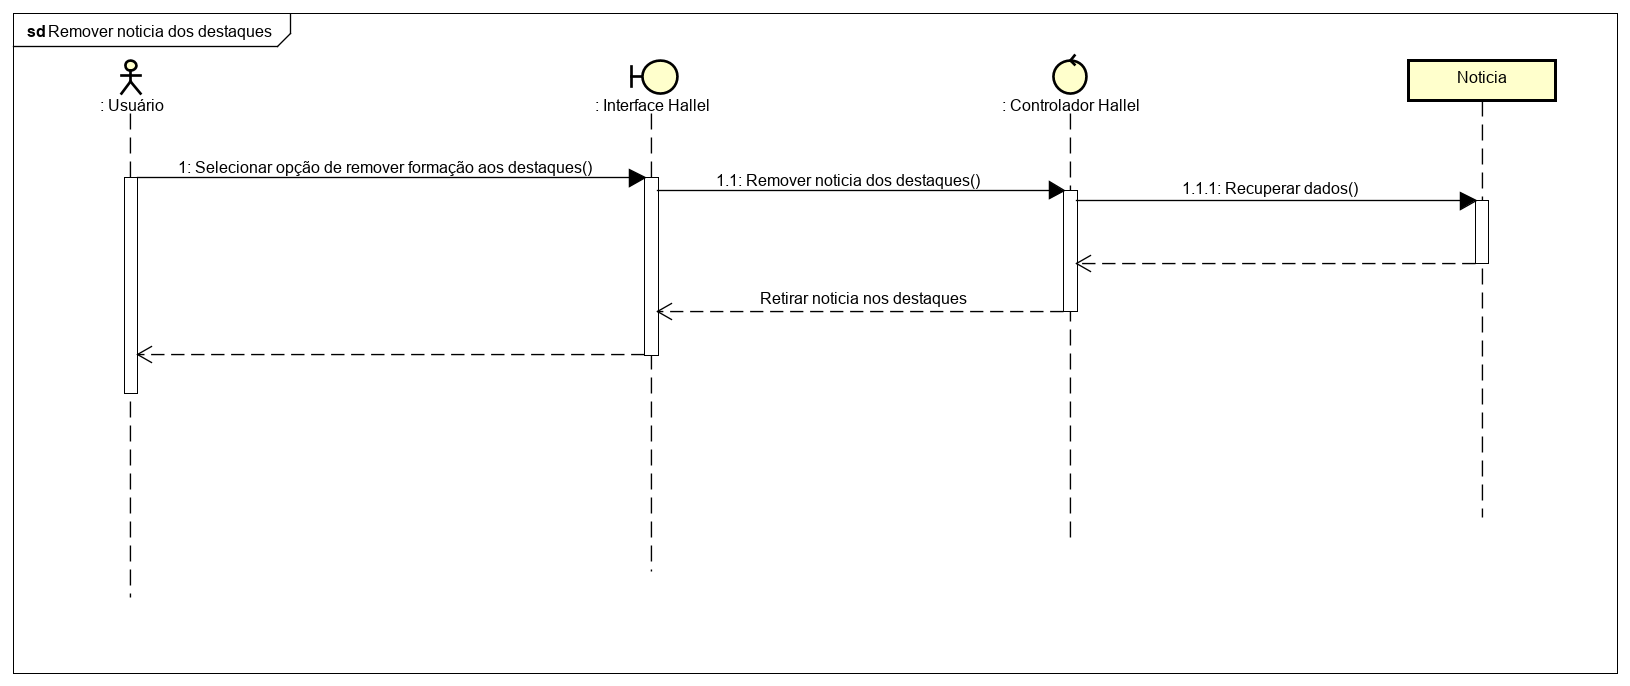 sd Remover noticia dos destaques
: Usuário
: Interface Hallel
: Controlador Hallel
Noticia
1: Selecionar opção de remover formação aos destaques()
1.1: Remover noticia dos destaques()
1.1.1: Recuperar dados()
Retirar noticia nos destaques